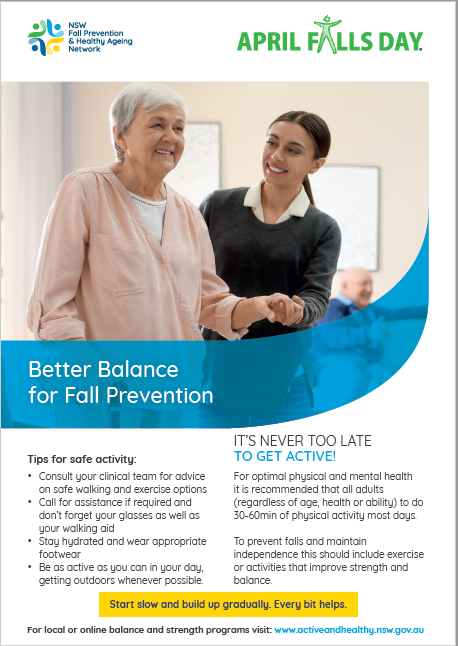 NSW
Fall Prevention
& Healthy Ageing
Network
APRIL FALLS DAY.
Better Balance
for Fall Prevention
Tips for safe activity:
• Consult your clinical team for advice
on safe walking and exercise options
• Call for assistance if required and
don't forget your glasses as well as
your walking aid
• Stay hydrated and wear appropriate
footwear
• Be as active as you can in your day,
getting outdoors whenever possible.
IT'S NEVER TOO LATE
TO GET ACTIVE!
For optimal physical and mental health
it is recommended that all adults
(regardless of age, health or ability) to do
30-60min of physical activity most days.
To prevent falls and maintain
independence this should include exercise
or activities that improve strength and
balance.
Start slow and build up gradually. Every bit helps.
For local or online balance and strength programs visit: www.activeandhealthy.nsw.gov.au